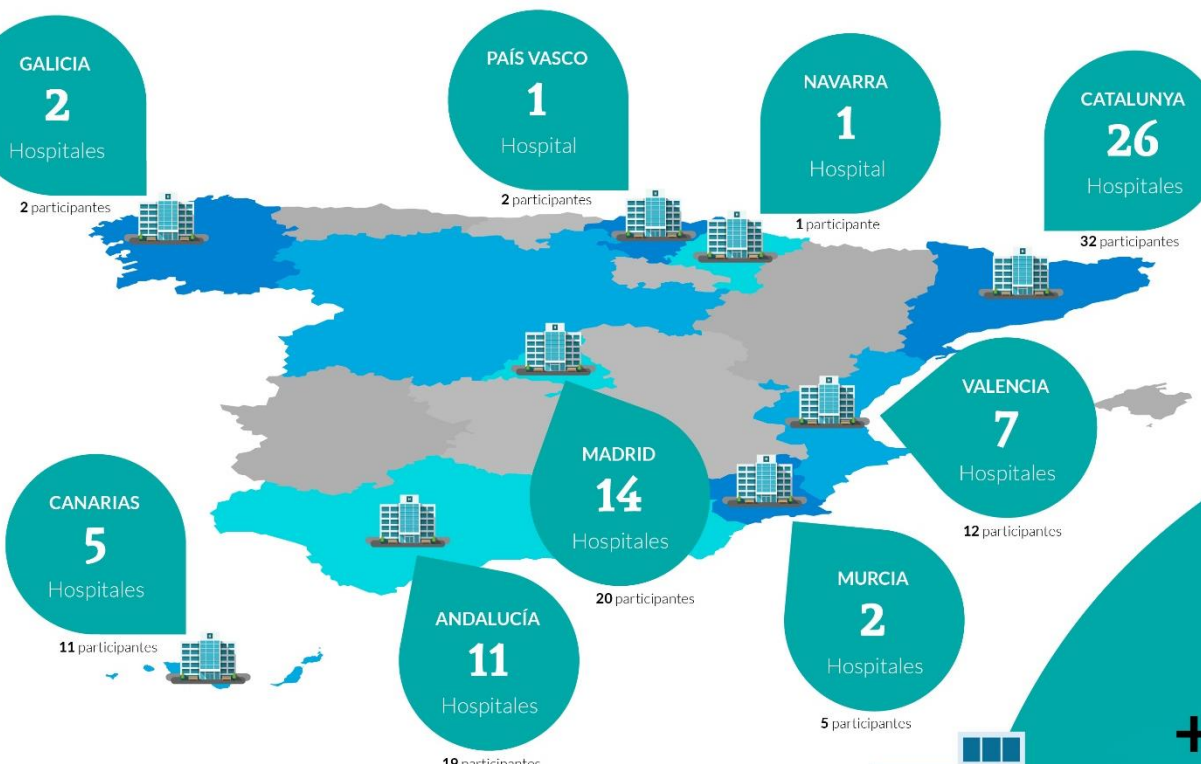 GALICIA
2
Hospitales
2 participantes
PAÍS VASCO
1
Hospital
2 participantes
NAVARRA
1
Hospital
1 participante
CATALUNYA
26
Hospitales
32 participantes
VALENCIA
7
Hospitales
12 participantes
MADRID
14
Hospitales
20 participantes
CANARIAS
5
Hospitales
11 participantes
ANDALUCÍA
11
Hospitales
19 participantes
MURCIA
2
Hospitales
5 participantes
+